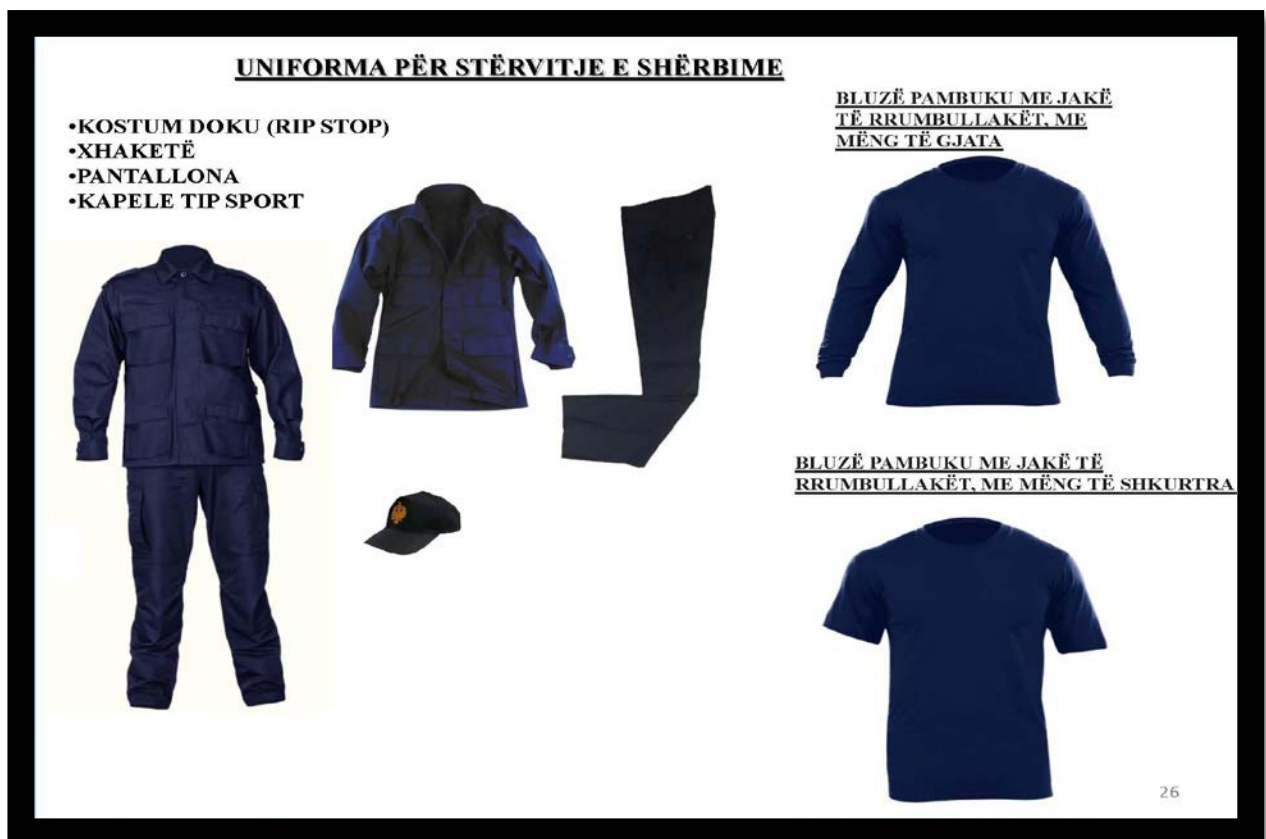 UNIFORMA PËR STËRVITJE E SHËRBIME
•KOSTUM DOKU (RIP STOP)
•XHAKETË
•PANTALLONA
•KAPELE TIP SPORT
BLUZË PAMBUKU ME JAKË
TË RRUMBULLAKËT, ME
MËNG TË GJATA
BLUZË PAMBUKU ME JAKË TË
RRUMBULLAKËT, ME MËNG TË SHKURTRA
26